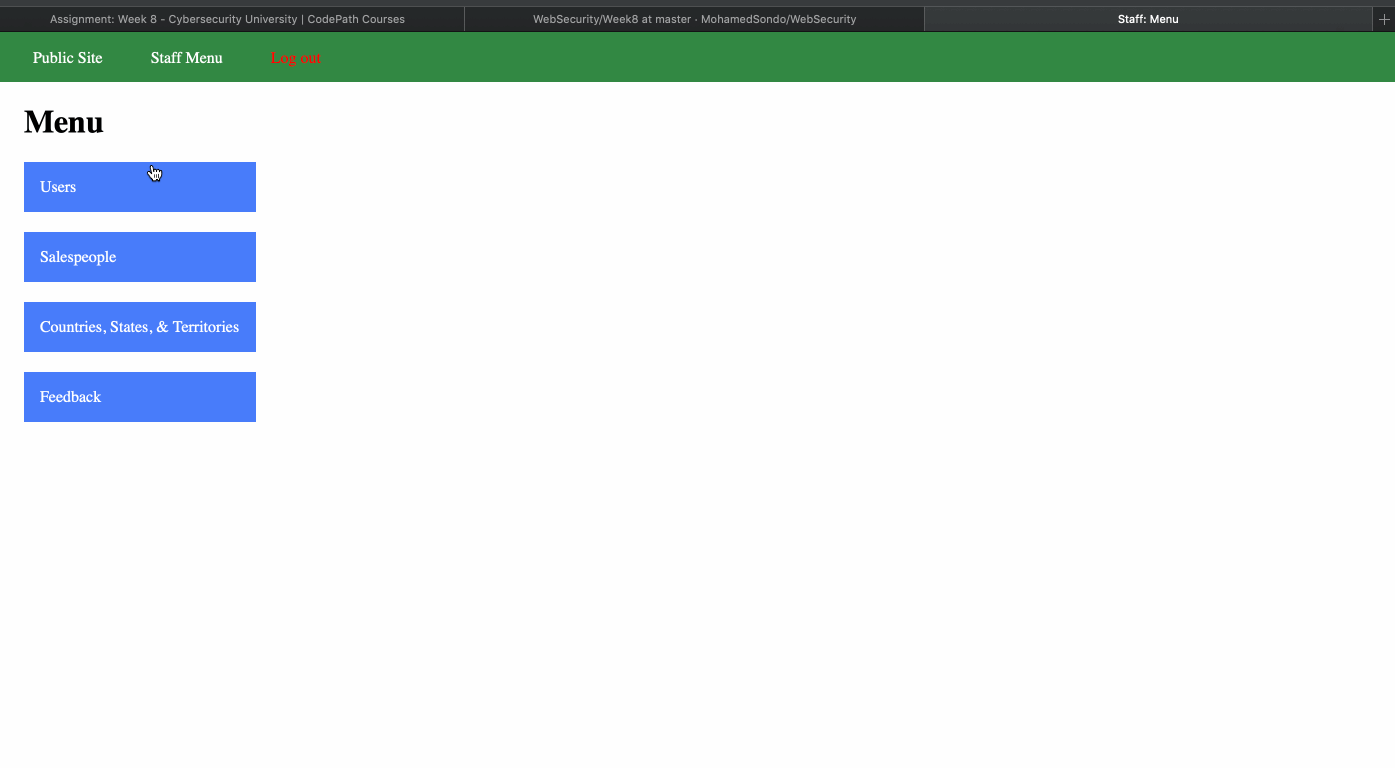 Assignment: Week 8 - Cybersecurity University | CodePath Courses
WebSecurity/Week8 at master · MohamedSondo/WebSecurity
Staff: Menu
Public Site
Staff Menu
Log out
Menu
Users
Salespeople
Countries, States, & Territories
Feedback